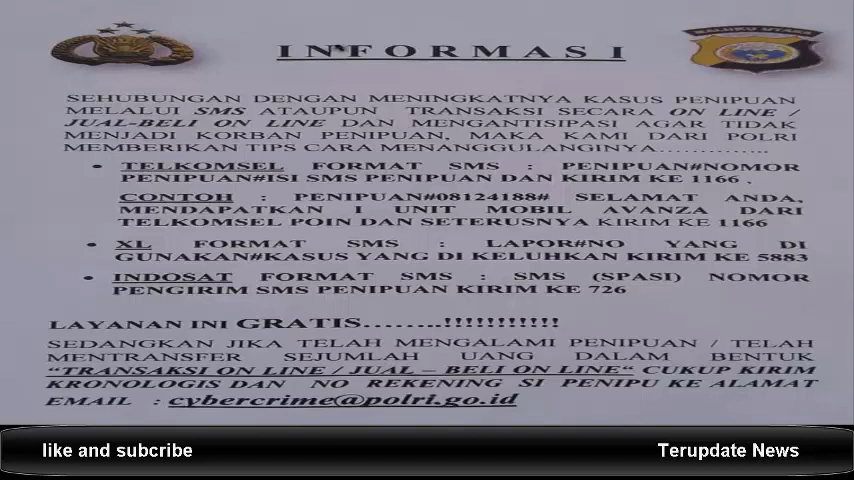 INFORMASI
SEHUBUNGAN DENGAN MENINGKATNYA KASUS PENIPUAN
MELALUI SMS ATAUPUN TRANSAKSI SECARA ON LINE /
JUAL-BELI ON LINE DAN MENGANTISIPASI AGAR TIDAK
MENJADI KORBAN PENIPUAN, MAKA KAMI DARI POLRI
MEMBERIKAN TIPS CARA MENANGGULANGINYA..............
• TELKOMSEL FORMAT SMS : PENIPUAN#NOMOR
PENIPUAN#ISI SMS PENIPUAN DAN KIRIM KE 1166 .
CONTOH : PENIPUAN#08124188# SELAMAT ANDA,
MENDAPATKAN 1 UNIT MOBIL AVANZA DARI
TELKOMSEL POIN DAN SETERUSNYA KIRIM KE 1166
• XL FORMAT SMS : LAPOR#NO YANG DI
GUNAKAN#KASUS YANG DI KELUHKAN KIRIM KE 5883
• INDOSAT FORMAT SMS : SMS (SPASI) NOMOR
PENGIRIM SMS PENIPUAN KIRIM KE 726
LAYANAN INI GRATIS........!!!!!!!!!!!!
SEDANGKAN JIKA TELAH MENGALAMI PENIPUAN / TELAH
MENTRANSFER SEJUMLAH UANG DALAM BENTUK
“TRANSAKSI ON LINE / JUAL – BELI ON LINE“ CUKUP KIRIM
KRONOLOGIS DAN NO REKENING SI PENIPU KE ALAMAT
EMAIL : cybercrime@polri.go.id
like and subcribe
Terupdate News